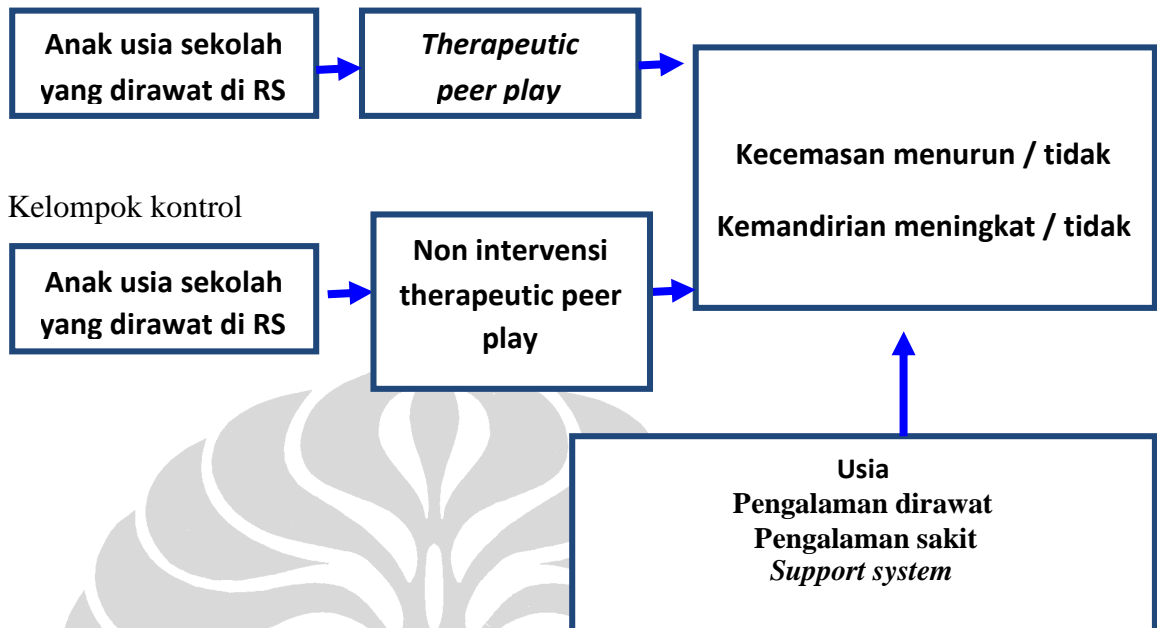 Anak usia sekolah
yang dirawat di RS
Therapeutic
peer play
Kecemasan menurun / tidak
Kemandirian meningkat / tidak
Kelompok kontrol
Anak usia sekolah
yang dirawat di RS
Non intervensi
therapeutic peer
play
Usia
Pengalaman dirawat
Pengalaman sakit
Support system